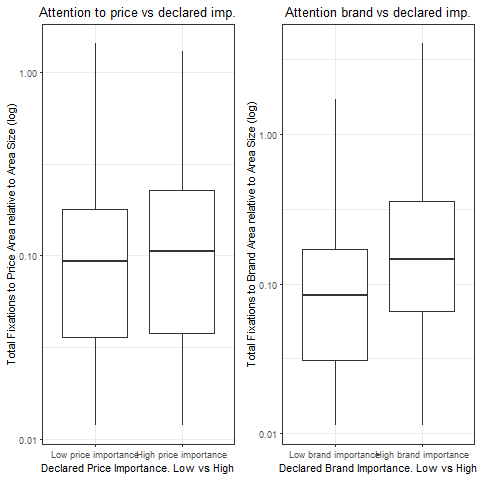 Attention to price vs declared imp.
Total Fixations to Price Area relative to Area Size (log)
1.00
0.10
0.01
Low price importance
High price importance
Declared Price Importance. Low vs High
Attention brand vs declared imp.
Total Fixations to Brand Area relative to Area Size (log)
1.00
0.10
0.01
Low brand importance
High brand importance
Declared Brand Importance. Low vs High